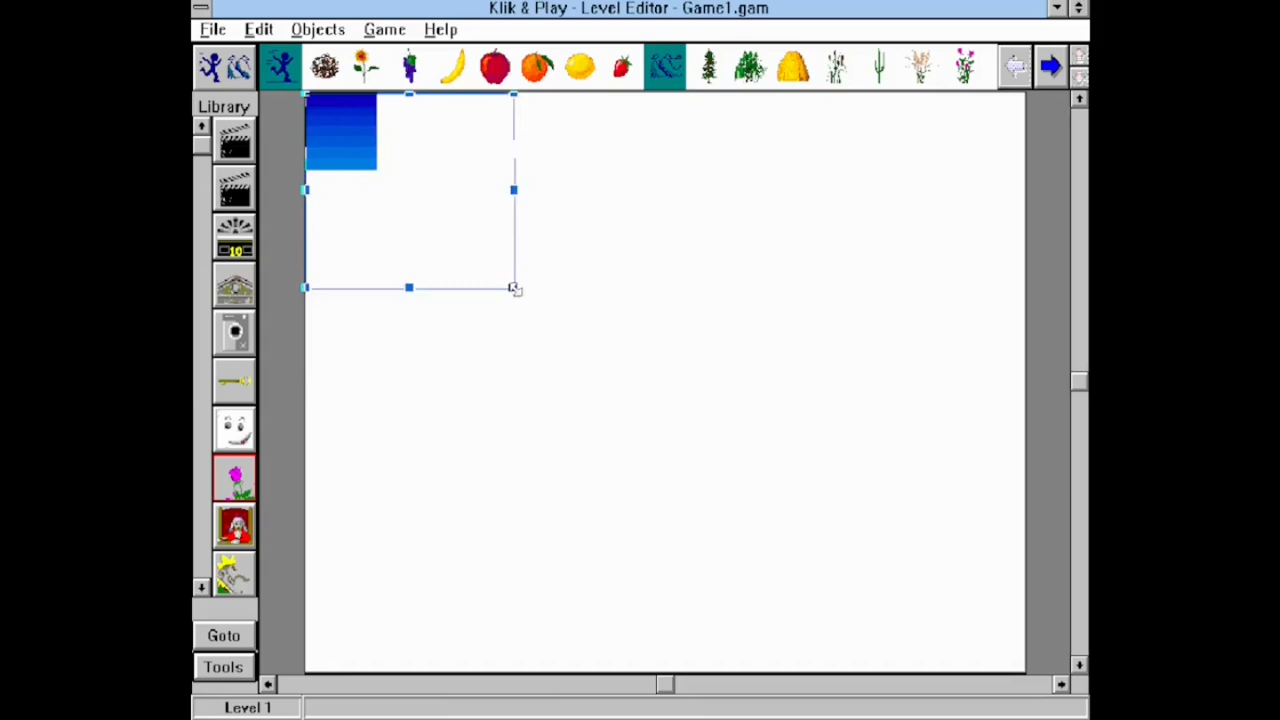 Klik & Play - Level Editor - Game1.gam
File Edit Objects Game Help
Library
10
Goto
Tools
Level 1